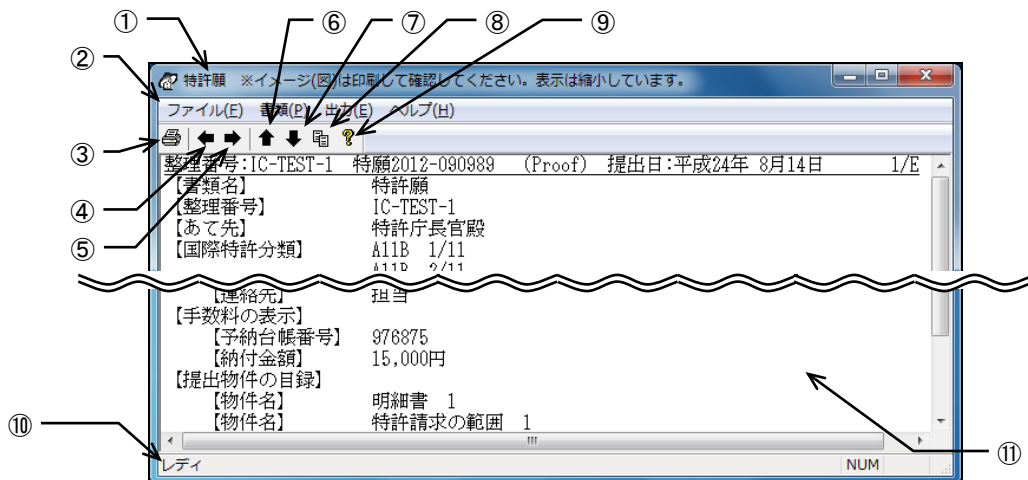 ① ⑥ ⑦ ⑧ ⑨
②
特許願 ※イメージ(図)は印刷して確認してください。表示は縮小しています。
ファイル(F) 書類(P) 出力(E) ヘルプ(H)
③
整理番号:IC-TEST-1 特願2012-090989 (Proof) 提出日:平成24年 8月14日 1/E
【書類名】 特許願
【整理番号】 IC-TEST-1
④
【あて先】 特許庁長官殿
⑤
【国際特許分類】 A11B 1/11
A11B 2/11
【連絡先】 担当
【手数料の表示】
【予納台帳番号】 976875
【納付金額】 15,000円
【提出物件の目録】
【物件名】 明細書 1
⑩
【物件名】 特許請求の範囲 1
⑪
レディ NUM